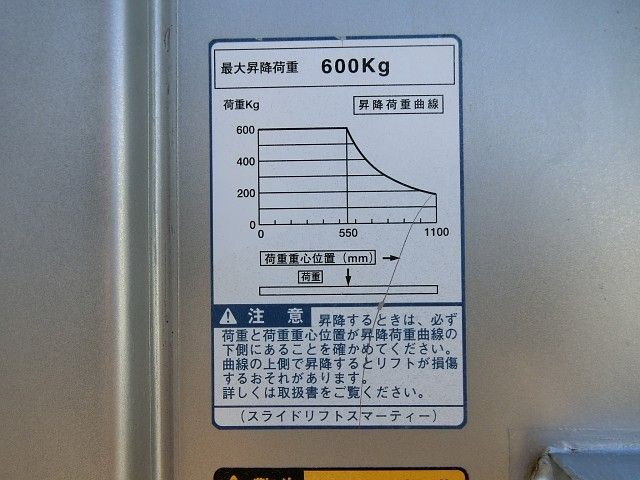 最大昇降荷重 600Kg
荷重Kg
昇降荷重曲線
600
400
200
0
0 550 1100
荷重重心位置(mm)
荷重
注意 昇降するときは、必ず
荷重と荷重重心位置が昇降荷重曲線の
下側にあることを確かめてください。
曲線の上側で昇降するとリフトが損傷
するおそれがあります。
詳しくは取扱書をご覧ください。
(スライドリフトスマーティー)